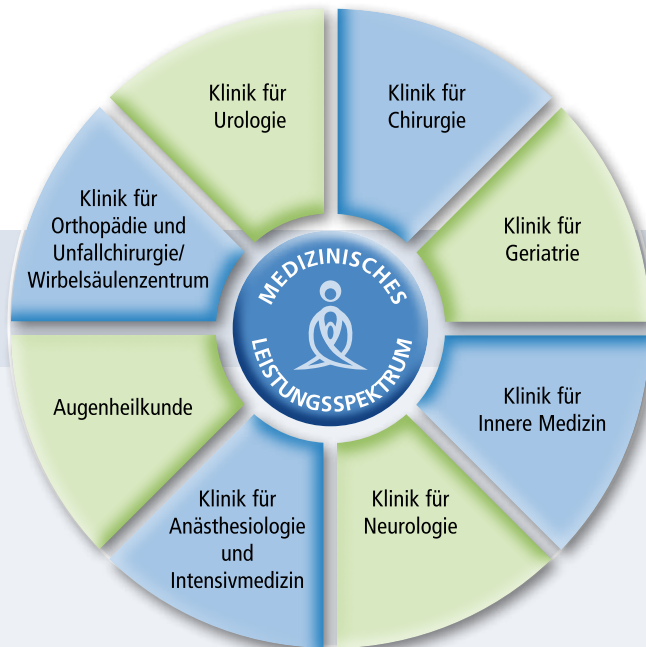 Klinik für
Urologie
Klinik für
Chirurgie
Klinik für
Orthopädie und
Unfallchirurgie/
Wirbelsäulenzentrum
Klinik für
Geriatrie
MEDIZINISCHES
LEISTUNGSSPEKTRUM
Augenheilkunde
Klinik für
Innere Medizin
Klinik für
Anästhesiologie
und
Intensivmedizin
Klinik für
Neurologie